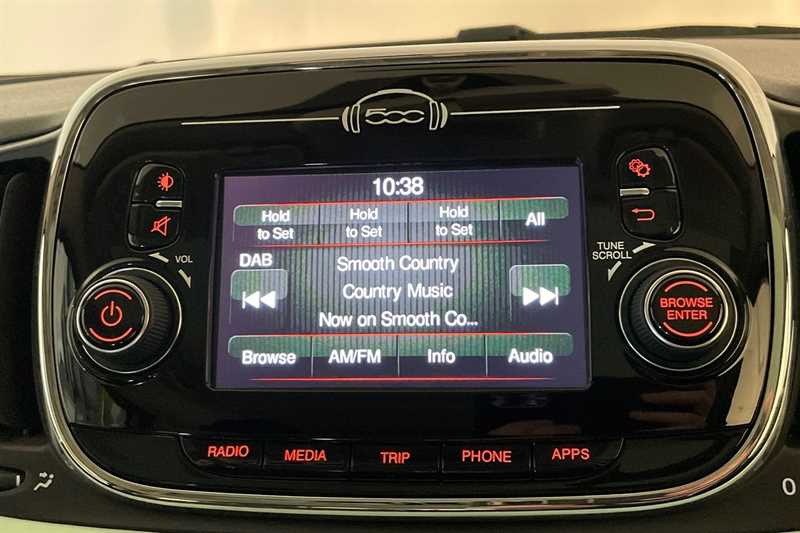 500
10:38
Hold to Set
Hold to Set
Hold to Set
All
DAB
Smooth Country
Country Music
Now on Smooth Co...
Browse
AM/FM
Info
Audio
VOL
TUNE
SCROLL
BROWSE
ENTER
RADIO
MEDIA
TRIP
PHONE
APPS
0